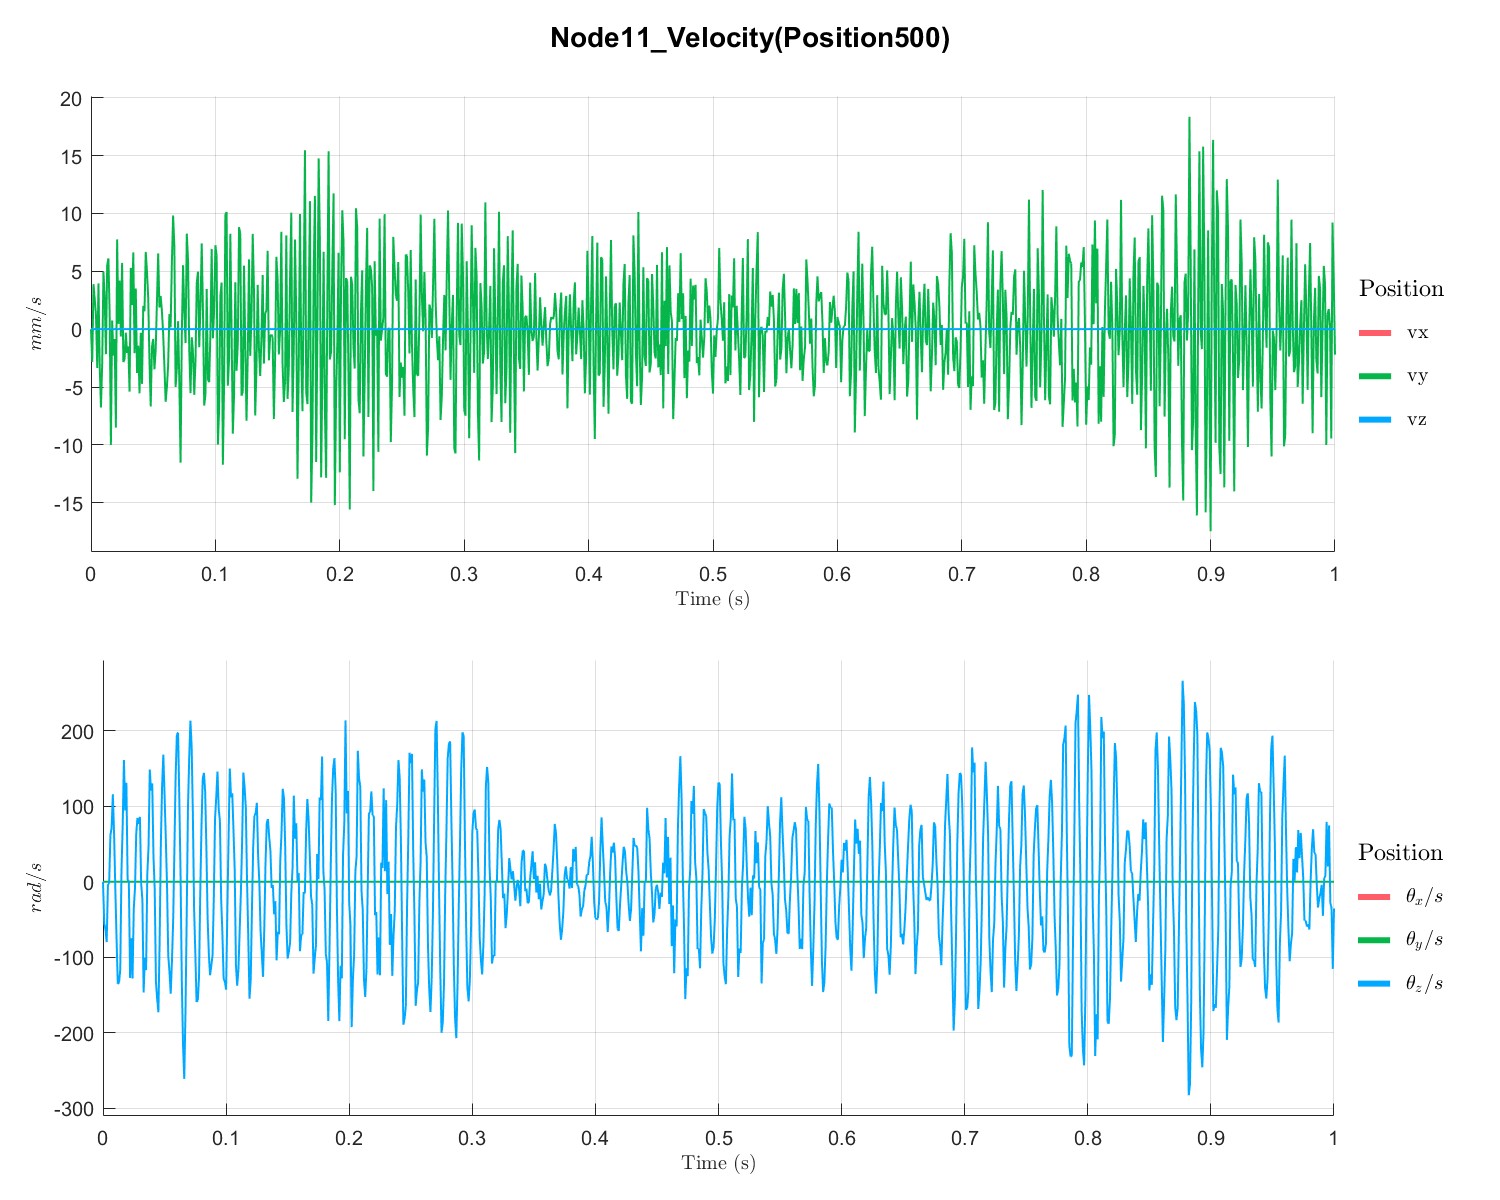 Node11_Velocity(Position500)
20
15
10
5
0
-5
-10
-15
mm/s
0 0.1 0.2 0.3 0.4 0.5 0.6 0.7 0.8 0.9 1
Time (s)
Position
vx
vy
vz
200
100
0
-100
-200
-300
rad/s
0 0.1 0.2 0.3 0.4 0.5 0.6 0.7 0.8 0.9 1
Time (s)
Position
θx/s
θy/s
θz/s